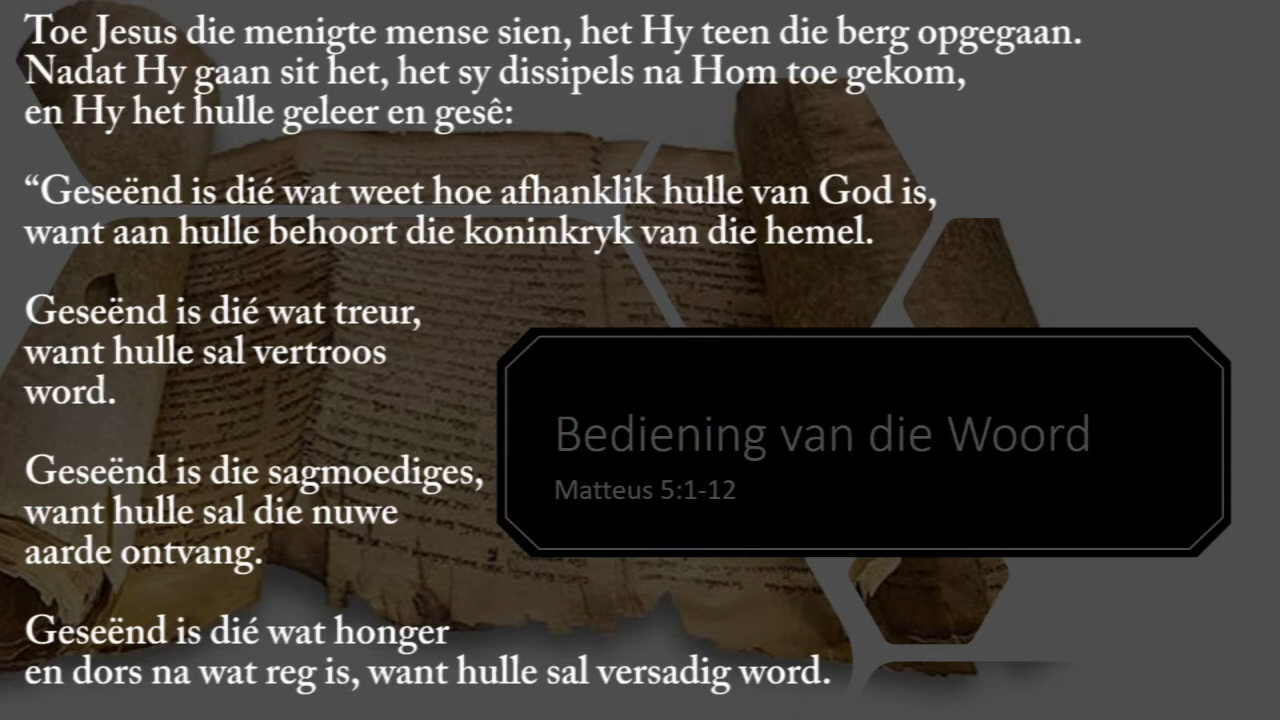 Toe Jesus die menigte mense sien, het Hy teen die berg opgegaan.
Nadat Hy gaan sit het, het sy dissipels na Hom toe gekom,
en Hy het hulle geleer en gesê:
“Geseënd is dié wat weet hoe afhanklik hulle van God is,
want aan hulle behoort die koninkryk van die hemel.
Geseënd is dié wat treur,
want hulle sal vertroos
word.
Geseënd is die sagmoediges,
want hulle sal die nuwe
aarde ontvang.
Geseënd is dié wat honger
en dors na wat reg is, want hulle sal versadig word.
Bediening van die Woord
Matteus 5:1-12